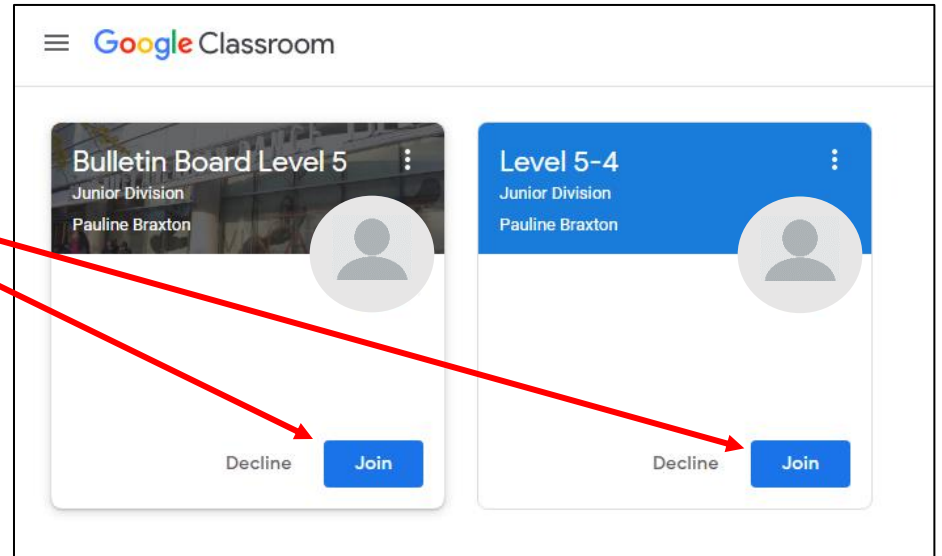 Google Classroom
Bulletin Board Level 5
Junior Division
Pauline Braxton
Decline
Join
Level 5-4
Junior Division
Pauline Braxton
Decline
Join